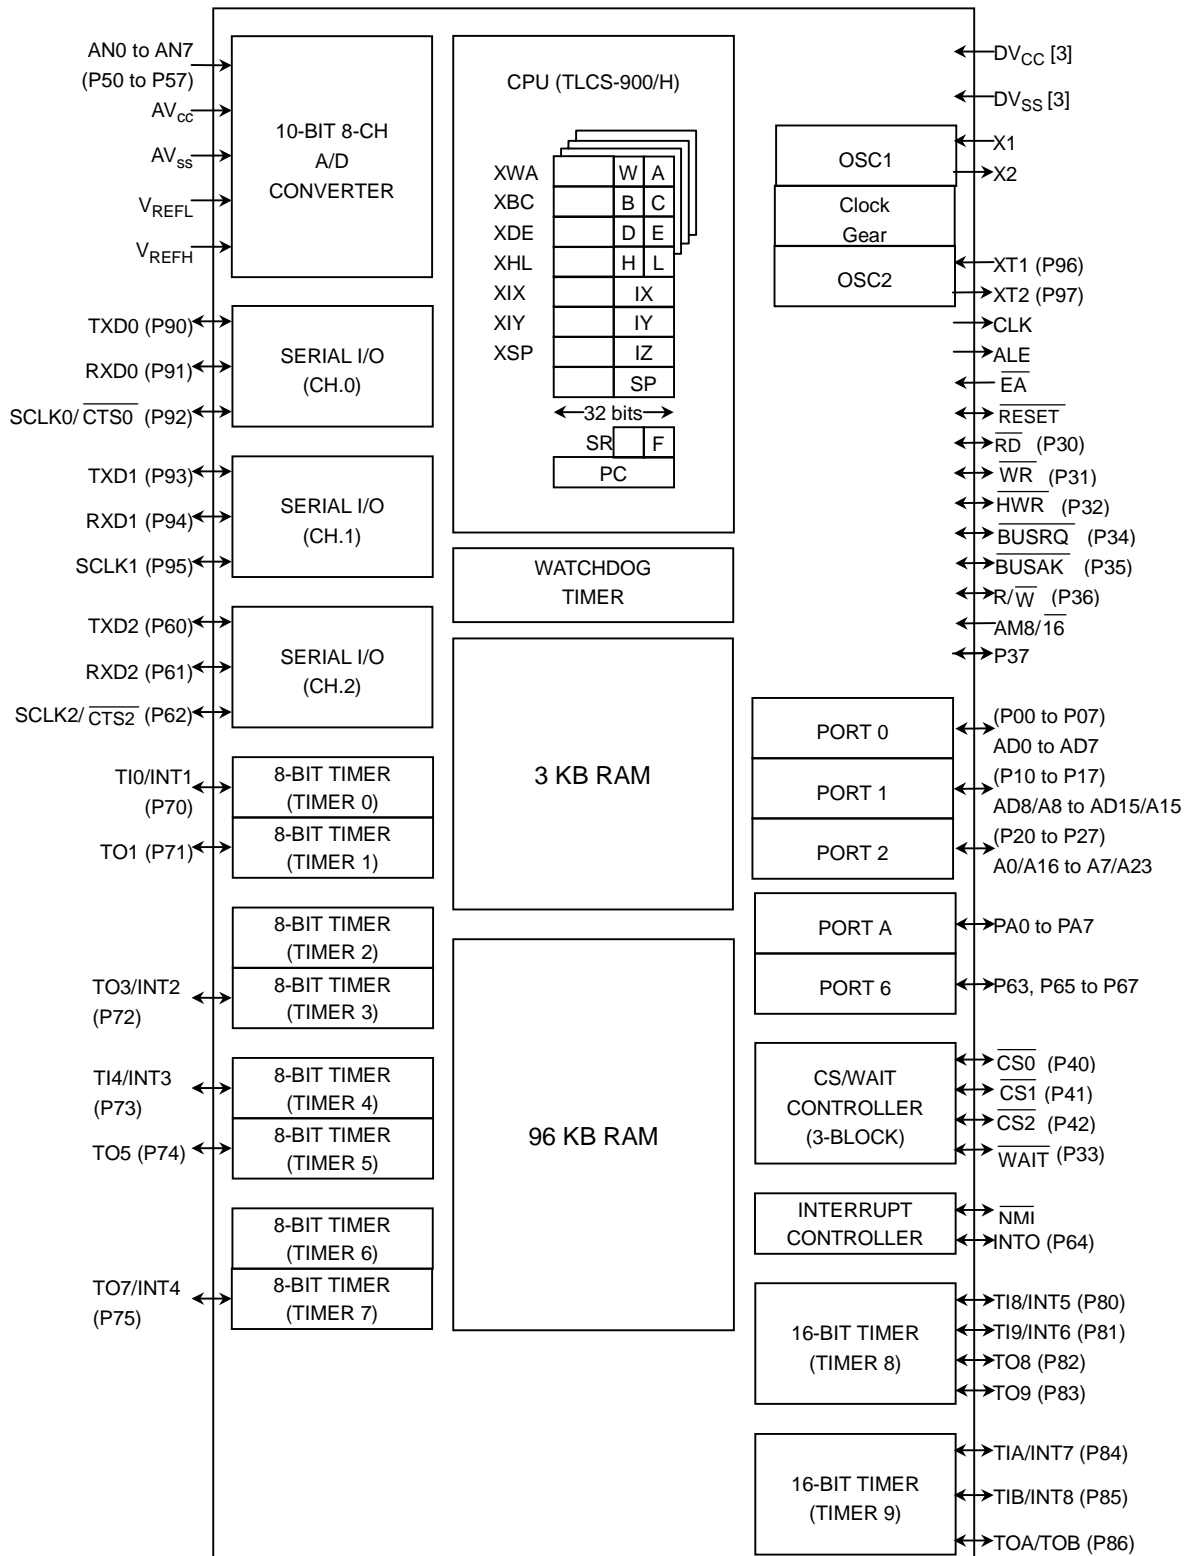 AN0 to AN7
(P50 to P57)
AVcc
AVss
VREFL
VREFH
10-BIT 8-CH
A/D
CONVERTER
TXD0 (P90)
RXD0 (P91)
SCLK0/ CTS0 (P92)
SERIAL I/O
(CH.0)
TXD1 (P93)
RXD1 (P94)
SCLK1 (P95)
SERIAL I/O
(CH.1)
TXD2 (P60)
RXD2 (P61)
SCLK2/ CTS2 (P62)
SERIAL I/O
(CH.2)
TI0/INT1
(P70)
TO1 (P71)
8-BIT TIMER
(TIMER 0)
8-BIT TIMER
(TIMER 1)
8-BIT TIMER
(TIMER 2)
TO3/INT2
(P72)
8-BIT TIMER
(TIMER 3)
TI4/INT3
(P73)
8-BIT TIMER
(TIMER 4)
TO5 (P74)
8-BIT TIMER
(TIMER 5)
8-BIT TIMER
(TIMER 6)
TO7/INT4
(P75)
8-BIT TIMER
(TIMER 7)
CPU (TLCS-900/H)
XWA W A
XBC B C
XDE D E
XHL H L
XIX IX
XIY IY
XSP IZ
SP
32 bits
SR F
PC
WATCHDOG
TIMER
3 KB RAM
96 KB RAM
DVCC [3]
DVSS [3]
OSC1
X1
X2
Clock
Gear
OSC2
XT1 (P96)
XT2 (P97)
CLK
ALE
EA
RESET
RD (P30)
WR (P31)
HWR (P32)
BUSRQ (P34)
BUSAK (P35)
R/W (P36)
AM8/16
P37
PORT 0
(P00 to P07)
AD0 to AD7
PORT 1
(P10 to P17)
AD8/A8 to AD15/A15
PORT 2
(P20 to P27)
A0/A16 to A7/A23
PORT A
PA0 to PA7
PORT 6
P63, P65 to P67
CS/WAIT
CONTROLLER
(3-BLOCK)
CS0 (P40)
CS1 (P41)
CS2 (P42)
WAIT (P33)
INTERRUPT
CONTROLLER
NMI
INTO (P64)
16-BIT TIMER
(TIMER 8)
TI8/INT5 (P80)
TI9/INT6 (P81)
TO8 (P82)
TO9 (P83)
16-BIT TIMER
(TIMER 9)
TIA/INT7 (P84)
TIB/INT8 (P85)
TOA/TOB (P86)